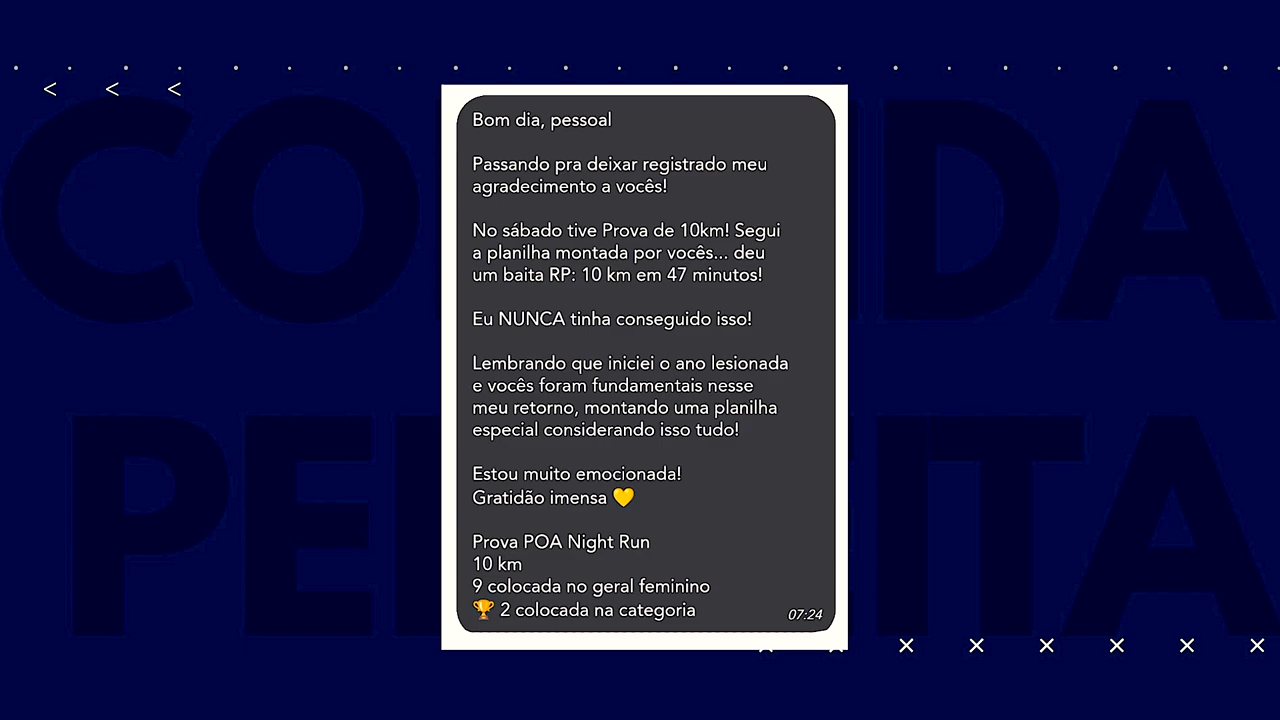 Bom dia, pessoal
Passando pra deixar registrado meu
agradecimento a vocês!
No sábado tive Prova de 10km! Segui
a planilha montada por vocês... deu
um baita RP: 10 km em 47 minutos!
Eu NUNCA tinha conseguido isso!
Lembrando que iniciei o ano lesionada
e vocês foram fundamentais nesse
meu retorno, montando uma planilha
especial considerando isso tudo!
Estou muito emocionada!
Gratidão imensa 💛
Prova POA Night Run
10 km
9 colocada no geral feminino
🏆 2 colocada na categoria
07:24